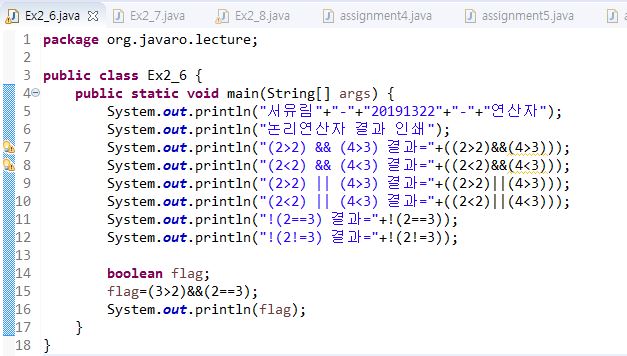 Ex2_6.java Ex2_7.java Ex2_8.java assignment4.java assignment5.java
1 package org.javaro.lecture;
2
3 public class Ex2_6 {
4 public static void main(String[] args) {
5 System.out.println("서유림"+"-"+"20191322"+"-"+"연산자");
6 System.out.println("논리연산자 결과 인쇄");
7 System.out.println("(2>2) && (4>3) 결과="+((2>2)&&(4>3)));
8 System.out.println("(2<2) && (4<3) 결과="+((2<2)&&(4<3)));
9 System.out.println("(2>2) || (4>3) 결과="+((2>2)||(4>3)));
10 System.out.println("(2<2) || (4<3) 결과="+((2<2)||(4<3)));
11 System.out.println("!(2==3) 결과="+!(2==3));
12 System.out.println("!(2!=3) 결과="+!(2!=3));
13
14 boolean flag;
15 flag=(3>2)&&(2==3);
16 System.out.println(flag);
17 }
18 }